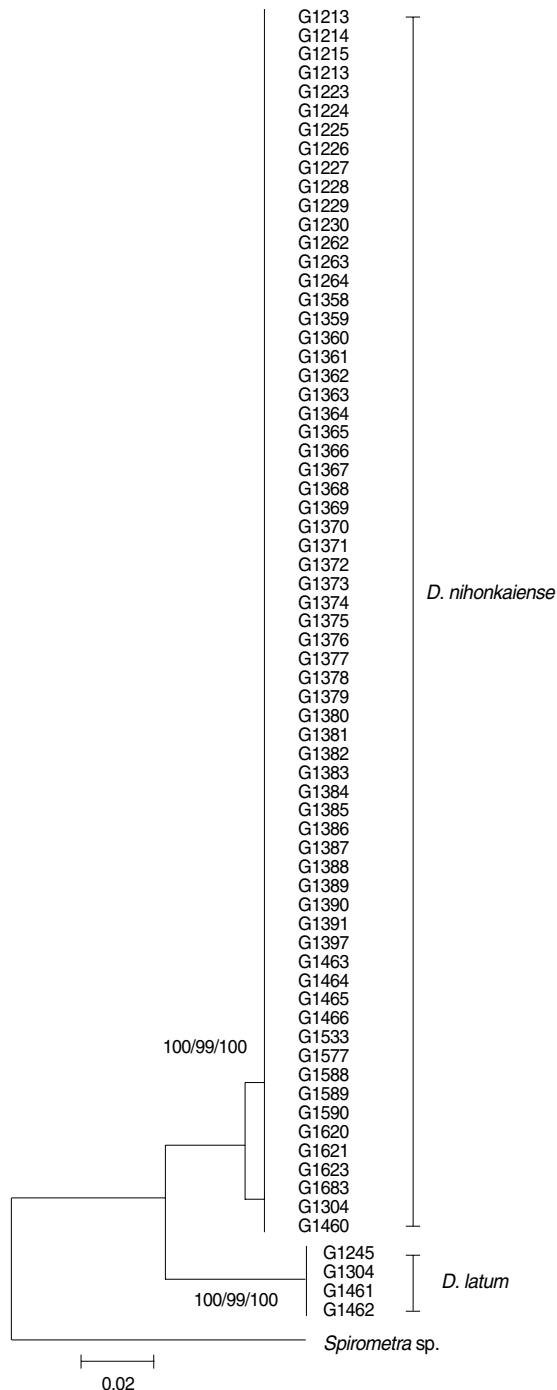 G1213
G1214
G1215
G1213
G1223
G1224
G1225
G1226
G1227
G1228
G1229
G1230
G1262
G1263
G1264
G1358
G1359
G1360
G1361
G1362
G1363
G1364
G1365
G1366
G1367
G1368
G1369
G1370
G1371
G1372
G1373
G1374
G1375
G1376
G1377
G1378
G1379
G1380
G1381
G1382
G1383
G1384
G1385
G1386
G1387
G1388
G1389
G1390
G1391
G1397
G1463
G1464
G1465
G1466
G1533
G1577
G1588
G1589
G1590
G1620
G1621
G1623
G1683
G1304
G1460
D. nihonkaiense
100/99/100
G1245
G1304
G1461
G1462
D. latum
100/99/100
Spirometra sp.
0.02